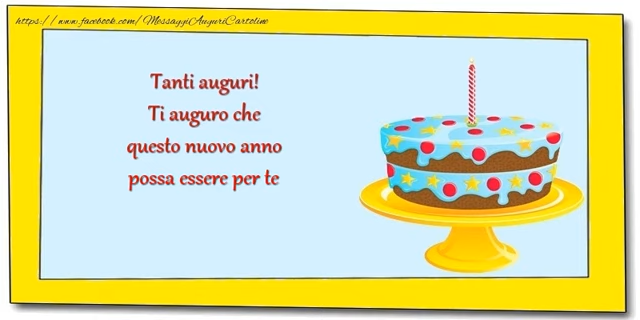 https://www.facebook.com/MessaggiAuguriCartoline
Tanti auguri!
Ti auguro che
questo nuovo anno
possa essere per te